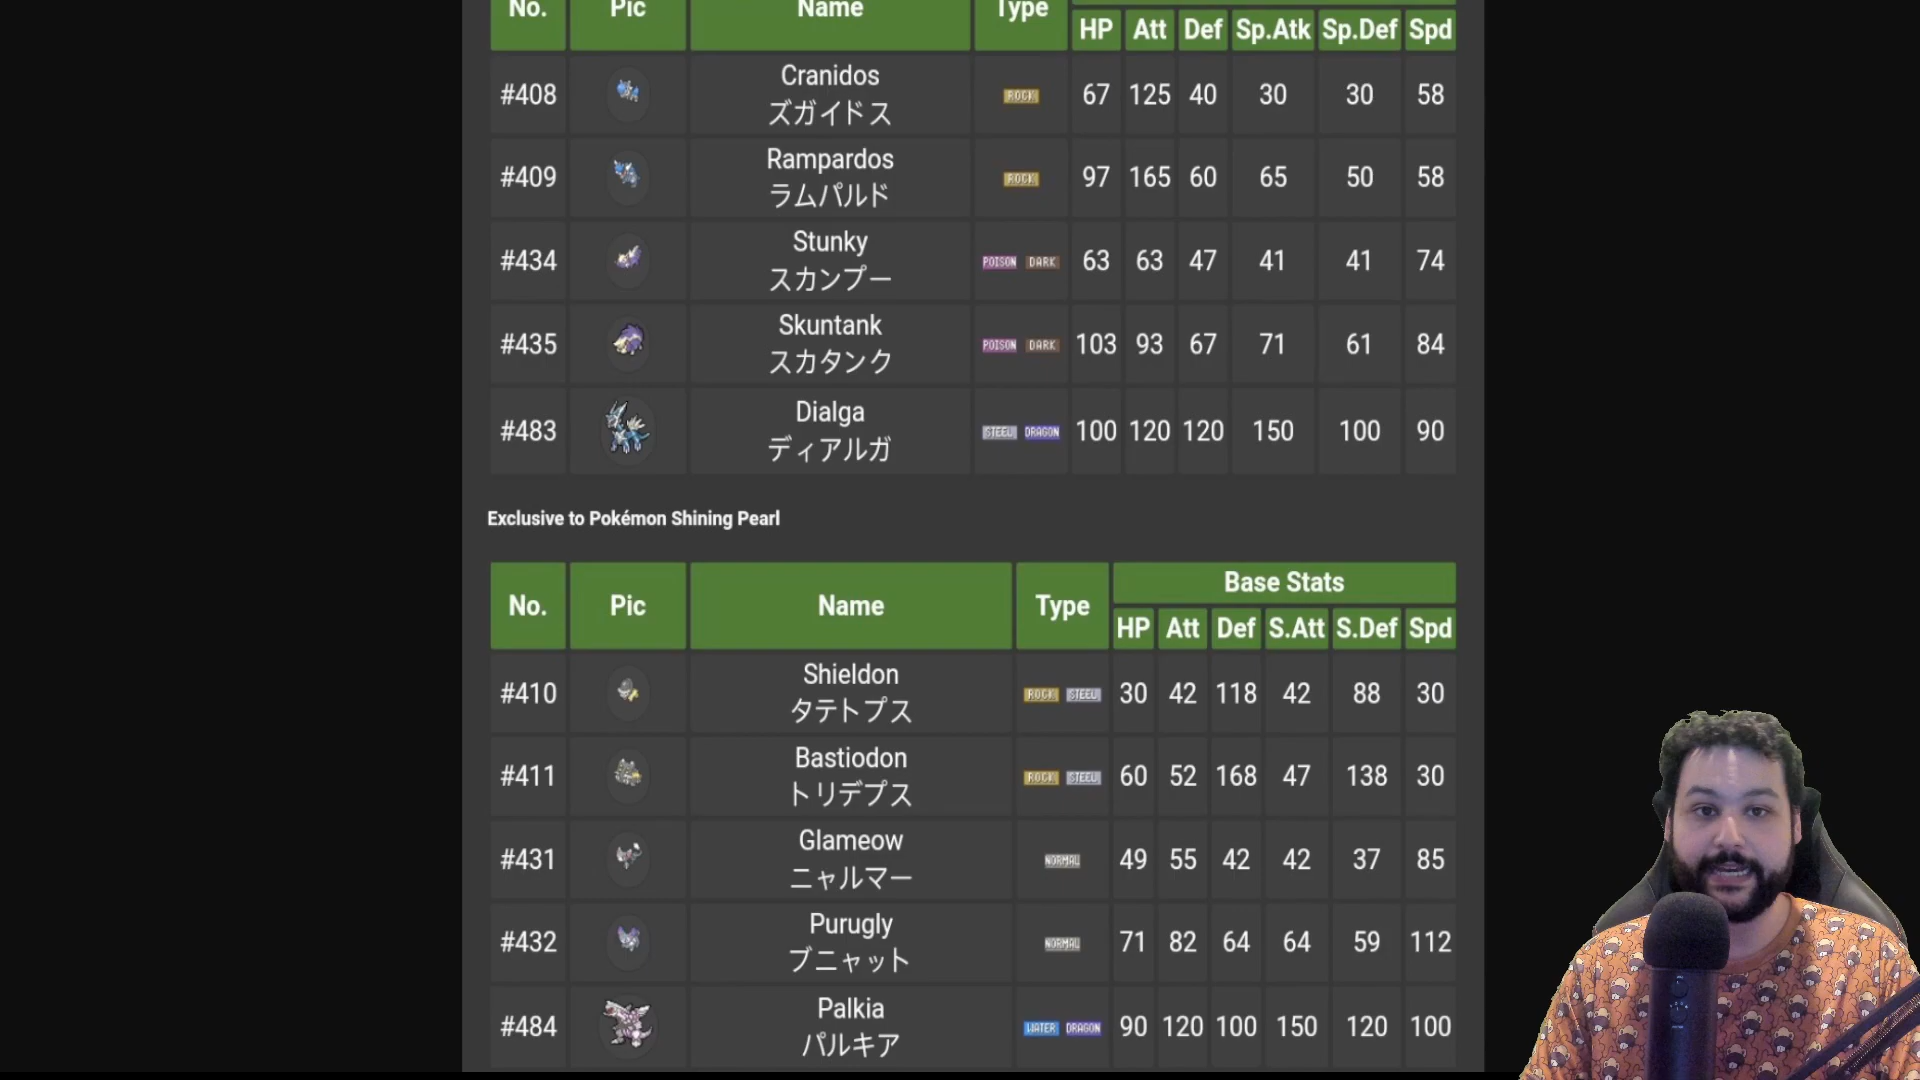 No. Pic Name Type
HP Att Def Sp.Atk Sp.Def Spd
#408 Cranidos ROCK 67 125 40 30 30 58
ズガイドス
#409 Rampardos ROCK 97 165 60 65 50 58
ラムパルド
#434 Stunky POISON DARK 63 63 47 41 41 74
スカンプー
#435 Skuntank POISON DARK 103 93 67 71 61 84
スカタンク
#483 Dialga STEEL DRAGON 100 120 120 150 100 90
ディアルガ
Exclusive to Pokémon Shining Pearl
No. Pic Name Type Base Stats
HP Att Def S.Att S.Def Spd
#410 Shieldon ROCK STEEL 30 42 118 42 88 30
タテトプス
#411 Bastiodon ROCK STEEL 60 52 168 47 138 30
トリデプス
#431 Glameow NORMAL 49 55 42 42 37 85
ニャルマー
#432 Purugly NORMAL 71 82 64 64 59 112
ブニャット
#484 Palkia WATER DRAGON 90 120 100 150 120 100
パルキア